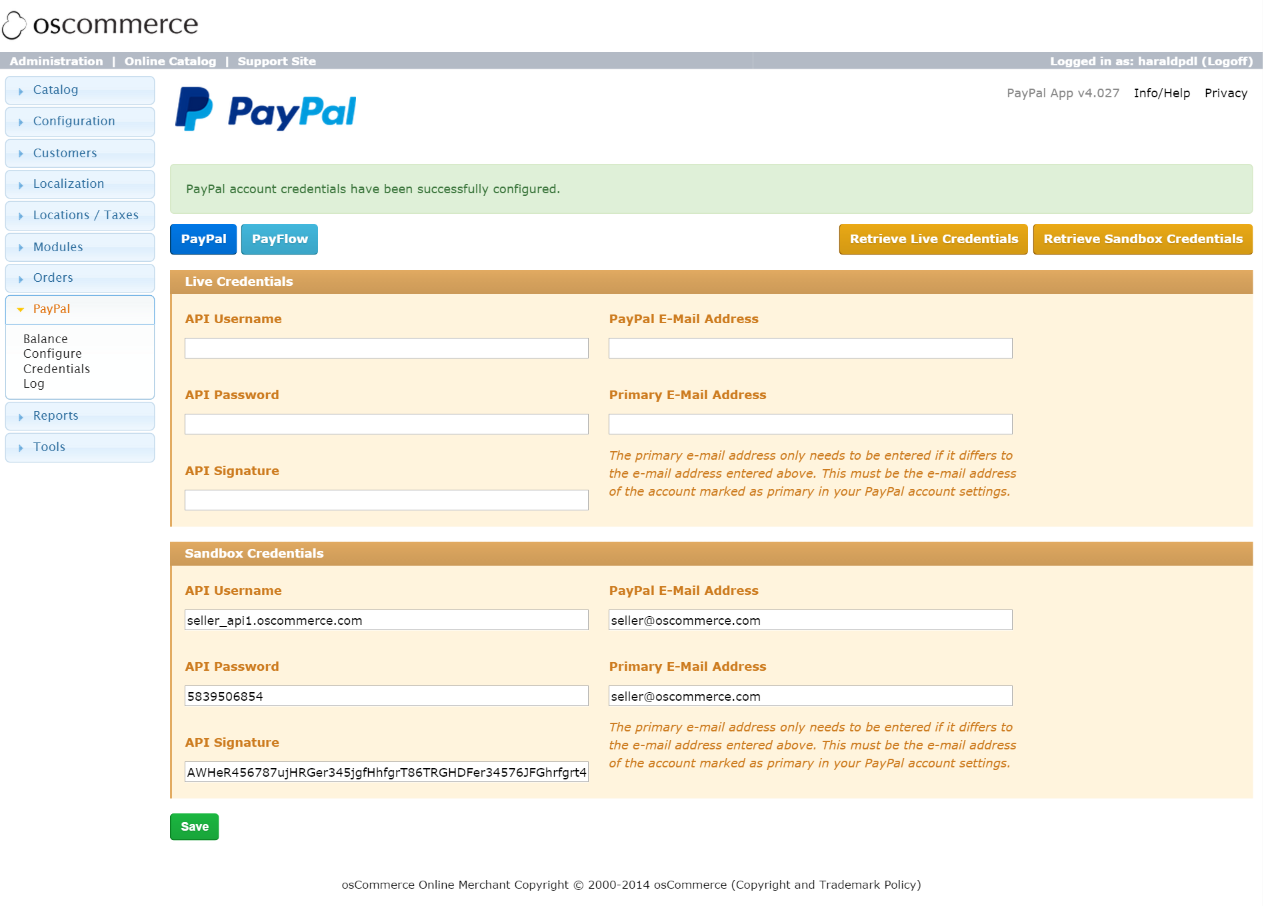 oscommerce
Administration | Online Catalog | Support Site
Logged in as: haraldpdl (Logoff)
Catalog
Configuration
Customers
Localization
Locations / Taxes
Modules
Orders
PayPal
Balance
Configure
Credentials
Log
Reports
Tools
PayPal
PayPal App v4.027 Info/Help Privacy
PayPal account credentials have been successfully configured.
PayPal PayFlow
Retrieve Live Credentials Retrieve Sandbox Credentials
Live Credentials
API Username
API Password
API Signature
PayPal E-Mail Address
Primary E-Mail Address
The primary e-mail address only needs to be entered if it differs to
the e-mail address entered above. This must be the e-mail address
of the account marked as primary in your PayPal account settings.
Sandbox Credentials
API Username
seller_api1.oscommerce.com
API Password
5839506854
API Signature
AWHeR456787ujHRGer345jgfHhfgrT86TRGHDFer34576JFGhrfgrt4
PayPal E-Mail Address
seller@oscommerce.com
Primary E-Mail Address
seller@oscommerce.com
The primary e-mail address only needs to be entered if it differs to
the e-mail address entered above. This must be the e-mail address
of the account marked as primary in your PayPal account settings.
Save
osCommerce Online Merchant Copyright © 2000-2014 osCommerce (Copyright and Trademark Policy)